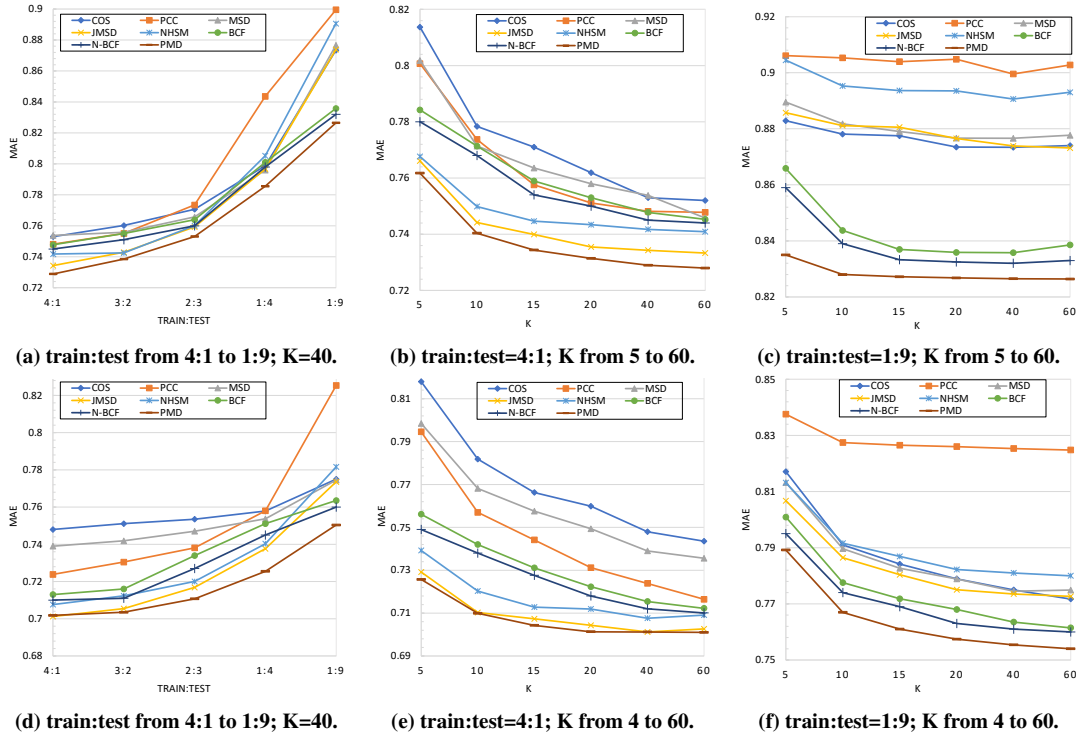 COS PCC MSD
JMSD NHSM BCF
N-BCF PMD
0.9
0.88
0.86
0.84
0.82
0.8
0.78
0.76
0.74
0.72
MAE
4:1 3:2 2:3 1:4 1:9
TRAIN:TEST
(a) train:test from 4:1 to 1:9; K=40.
COS PCC MSD
JMSD NHSM BCF
N-BCF PMD
0.82
0.8
0.78
0.76
0.74
0.72
MAE
5 10 15 20 40 60
K
(b) train:test=4:1; K from 5 to 60.
COS PCC MSD
JMSD NHSM BCF
N-BCF PMD
0.92
0.9
0.88
0.86
0.84
0.82
MAE
5 10 15 20 40 60
K
(c) train:test=1:9; K from 5 to 60.
COS PCC MSD
JMSD NHSM BCF
N-BCF PMD
0.82
0.8
0.78
0.76
0.74
0.72
0.7
0.68
MAE
4:1 3:2 2:3 1:4 1:9
TRAIN:TEST
(d) train:test from 4:1 to 1:9; K=40.
COS PCC MSD
JMSD NHSM BCF
N-BCF PMD
0.81
0.79
0.77
0.75
0.73
0.71
0.69
MAE
5 10 15 20 40 60
K
(e) train:test=4:1; K from 4 to 60.
COS PCC MSD
JMSD NHSM BCF
N-BCF PMD
0.85
0.83
0.81
0.79
0.77
0.75
MAE
5 10 15 20 40 60
K
(f) train:test=1:9; K from 4 to 60.